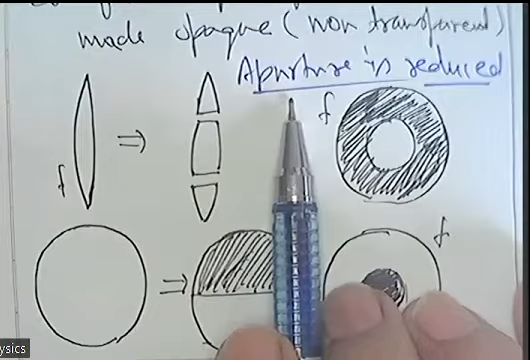 made opaque (non transparent)
Aperture is reduced
f
f
f
ysics